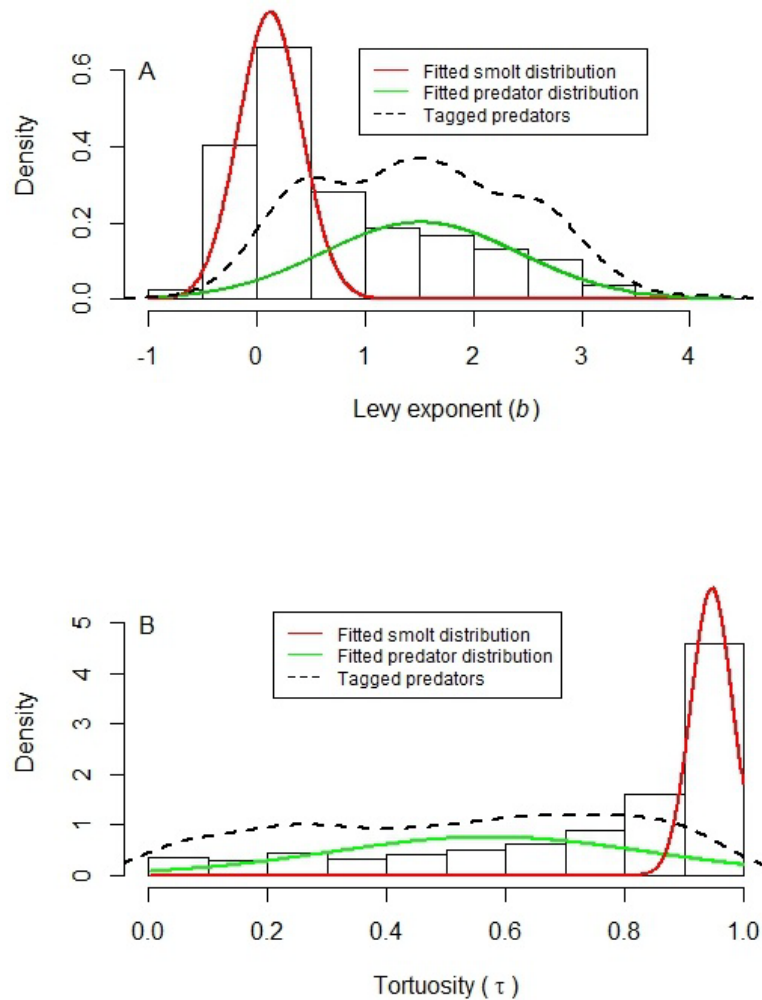 A
Fitted smolt distribution
Fitted predator distribution
Tagged predators
Density
0.0 0.2 0.4 0.6
-1 0 1 2 3 4
Levy exponent (b)
B
Fitted smolt distribution
Fitted predator distribution
Tagged predators
Density
0 1 2 3 4 5
0.0 0.2 0.4 0.6 0.8 1.0
Tortuosity ( τ )